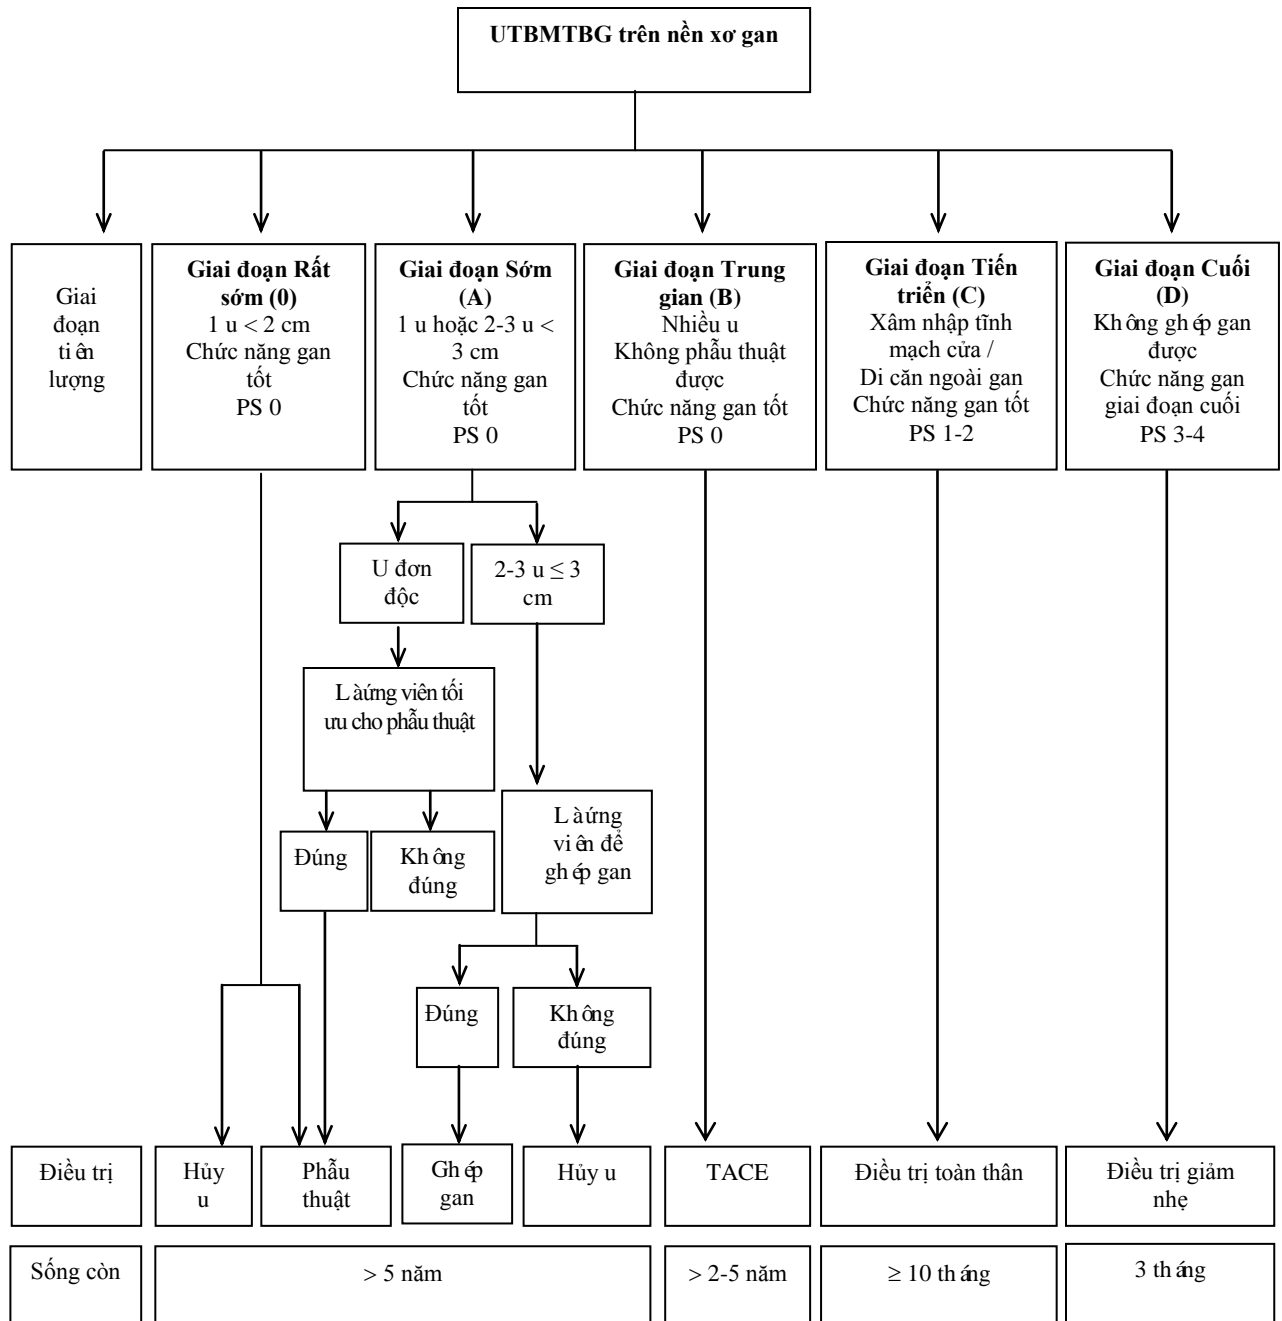 UTBMTBG trên nền xơ gan
Giai
đoạn
tiên
lượng
Giai đoạn Rất
sớm (0)
1 u < 2 cm
Chức năng gan
tốt
PS 0
Giai đoạn Sớm
(A)
1 u hoặc 2-3 u <
3 cm
Chức năng gan
tốt
PS 0
Giai đoạn Trung
gian (B)
Nhiều u
Không phẫu thuật
được
Chức năng gan tốt
PS 0
Giai đoạn Tiến
triển (C)
Xâm nhập tĩnh
mạch cửa /
Di căn ngoài gan
Chức năng gan tốt
PS 1-2
Giai đoạn Cuối
(D)
Không ghép gan
được
Chức năng gan
giai đoạn cuối
PS 3-4
U đơn
độc
2-3 u ≤ 3
cm
Là ứng viên tối
ưu cho phẫu thuật
Đúng
Không
đúng
Là ứng
viên để
ghép gan
Đúng
Không
đúng
Điều trị
Hủy
u
Phẫu
thuật
Ghép
gan
Hủy u
TACE
Điều trị toàn thân
Điều trị giảm
nhẹ
Sống còn
> 5 năm
> 2-5 năm
≥ 10 tháng
3 tháng